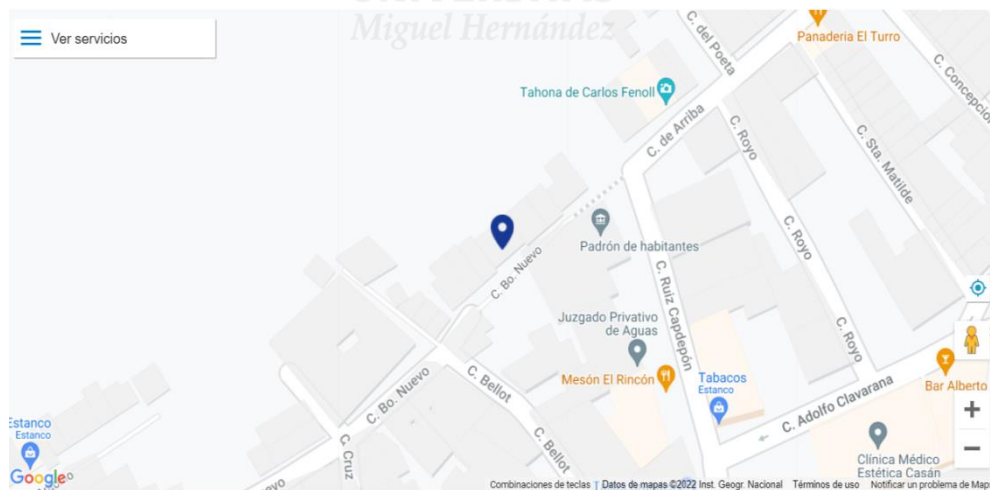 Miguel Hernández
Ver servicios
C. del Poeta
Panaderia El Turro
C. Concepcio
Tahona de Carlos Fenoll
C. de Arriba
C. Royo
C. Sta. Matilde
Padrón de habitantes
C. Royo
C. Bo. Nuevo
C. Ruiz Capdepón
Juzgado Privativo
de Aguas
C. Royo
Mesón El Rincón
Tabacos
Estanco
Bar Alberto
C. Bellot
C. Bo. Nuevo
C. Adolfo Clavarana
Estanco
Estanco
C. Cruz
C. Bellot
Clínica Médico
Estética Casán
Google
Combinaciones de teclas
Datos de mapas ©2022 Inst. Geogr. Nacional
Términos de uso
Notificar un problema de Map